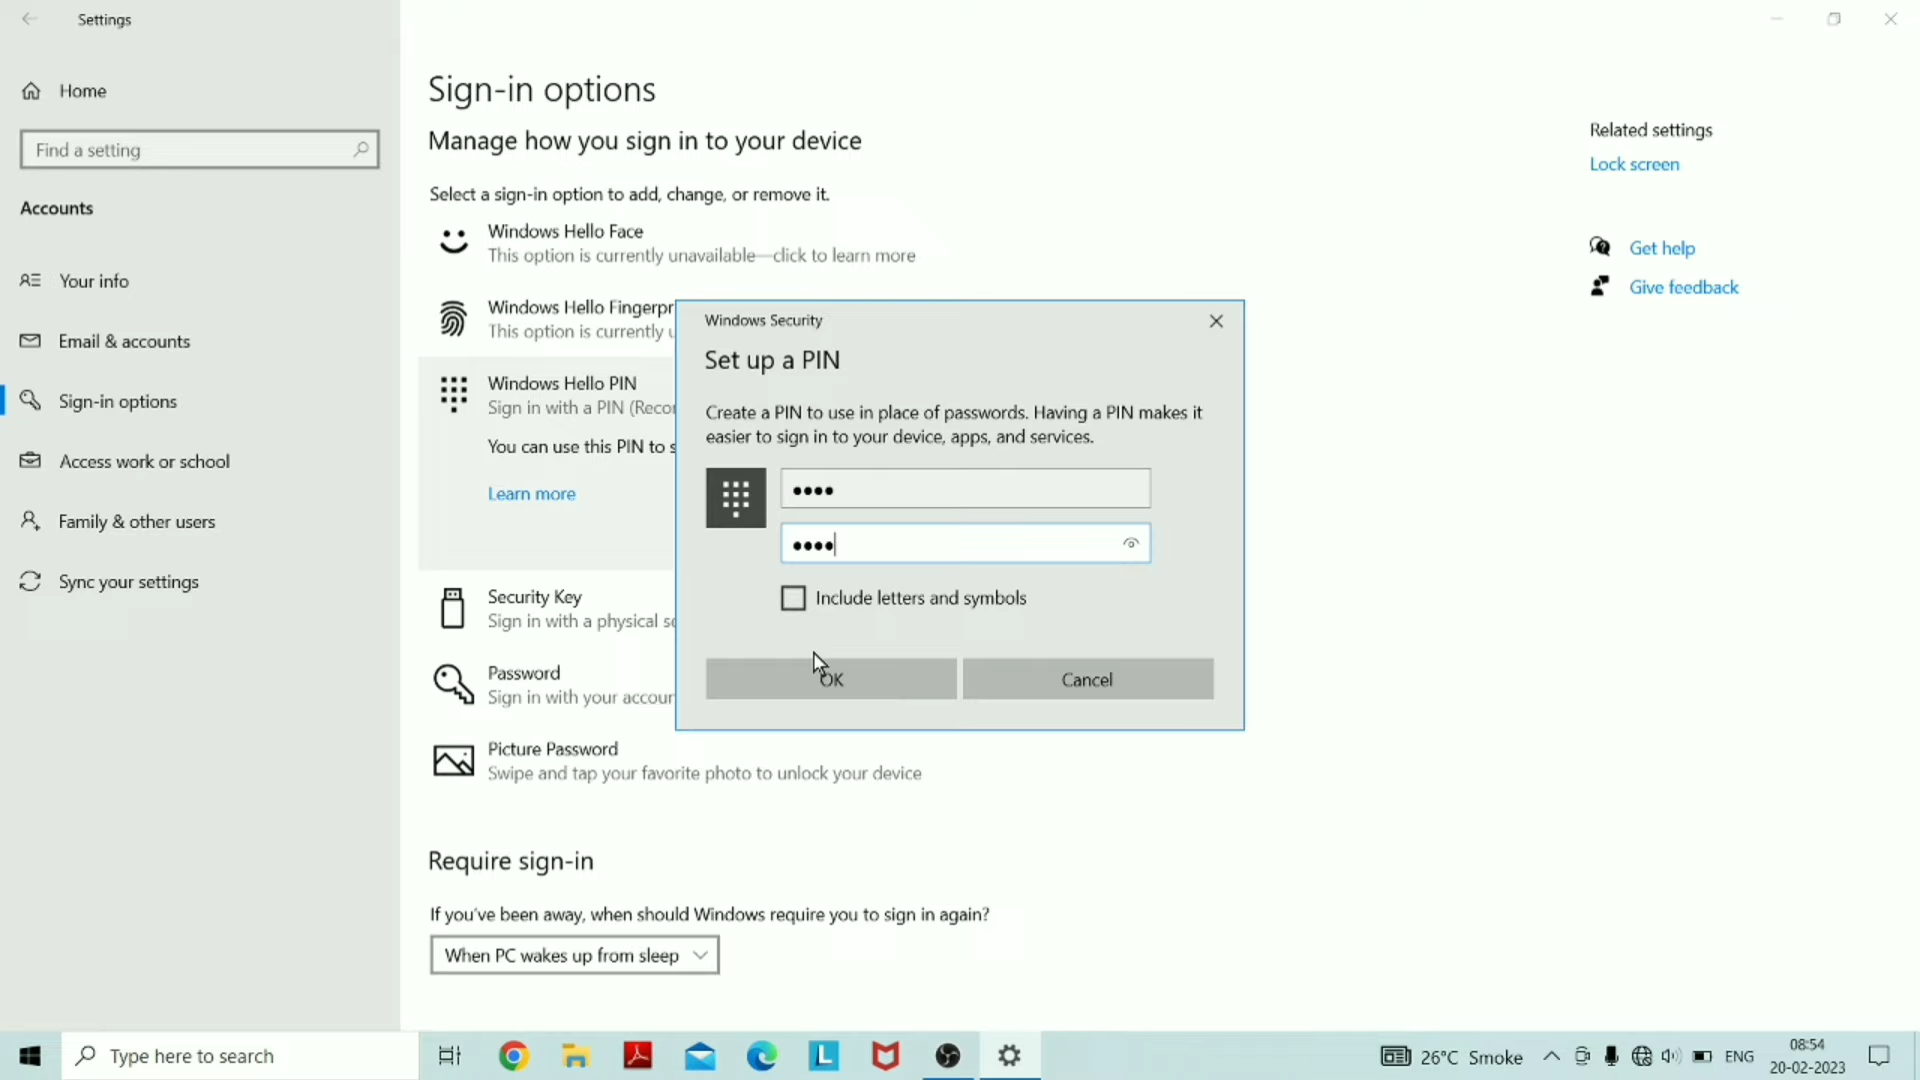 Settings
Home
Find a setting
Accounts
Your info
Email & accounts
Sign-in options
Access work or school
Family & other users
Sync your settings
Sign-in options
Manage how you sign in to your device
Select a sign-in option to add, change, or remove it.
Windows Hello Face
This option is currently unavailable—click to learn more
Windows Hello Fingerpr
This option is currently
Windows Hello PIN
Sign in with a PIN (Recor
You can use this PIN to s
Learn more
Security Key
Sign in with a physical
Password
Sign in with your accoun
Picture Password
Swipe and tap your favorite photo to unlock your device
Require sign-in
If you've been away, when should Windows require you to sign in again?
When PC wakes up from sleep
Windows Security
Set up a PIN
Create a PIN to use in place of passwords. Having a PIN makes it
easier to sign in to your device, apps, and services.
●●●●
●●●●
Include letters and symbols
OK
Cancel
Related settings
Lock screen
Get help
Give feedback
Type here to search
L
26°C Smoke
ENG
08:54
20-02-2023